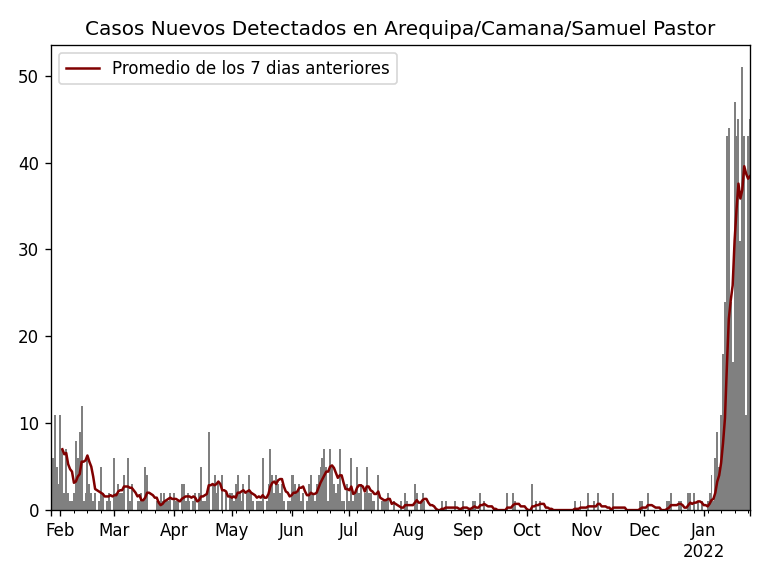 Casos Nuevos Detectados en Arequipa/Camana/Samuel Pastor
Promedio de los 7 dias anteriores
50
40
30
20
10
0
Feb Mar Apr May Jun Jul Aug Sep Oct Nov Dec Jan
2022